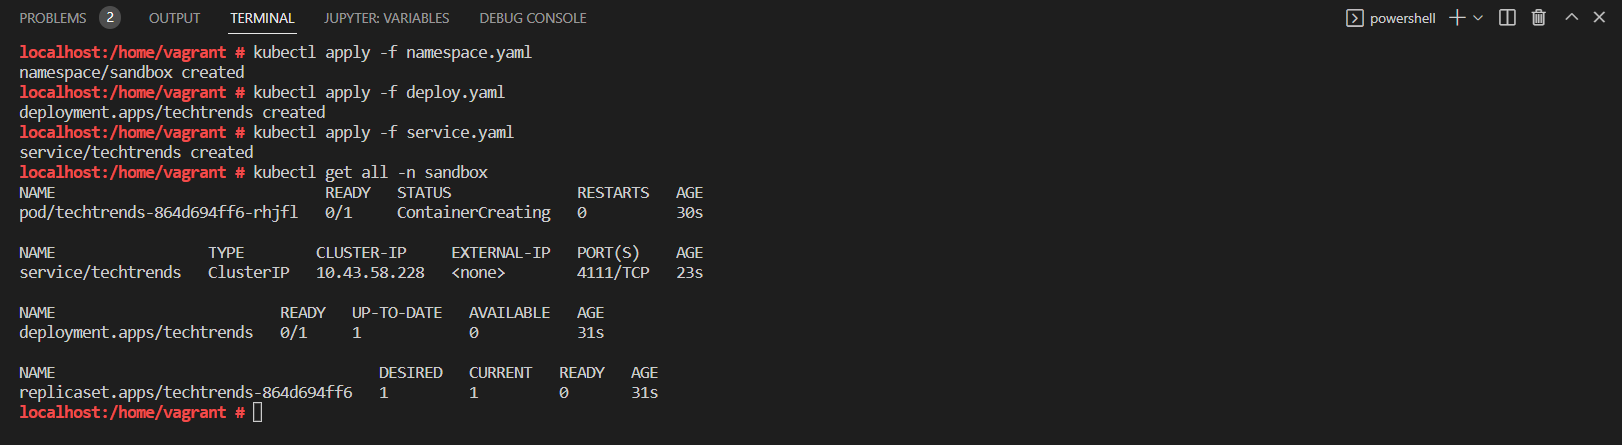 PROBLEMS 2 OUTPUT TERMINAL JUPYTER: VARIABLES DEBUG CONSOLE powershell
localhost:/home/vagrant # kubectl apply -f namespace.yaml
namespace/sandbox created
localhost:/home/vagrant # kubectl apply -f deploy.yaml
deployment.apps/techtrends created
localhost:/home/vagrant # kubectl apply -f service.yaml
service/techtrends created
localhost:/home/vagrant # kubectl get all -n sandbox
NAME                                  READY   STATUS              RESTARTS   AGE
pod/techtrends-864d694ff6-rhjfl   0/1     ContainerCreating   0          30s
NAME                 TYPE        CLUSTER-IP     EXTERNAL-IP   PORT(S)    AGE
service/techtrends   ClusterIP   10.43.58.228   <none>        4111/TCP   23s
NAME                         READY   UP-TO-DATE   AVAILABLE   AGE
deployment.apps/techtrends   0/1     1            0           31s
NAME                                    DESIRED   CURRENT   READY   AGE
replicaset.apps/techtrends-864d694ff6   1         1         0       31s
localhost:/home/vagrant #